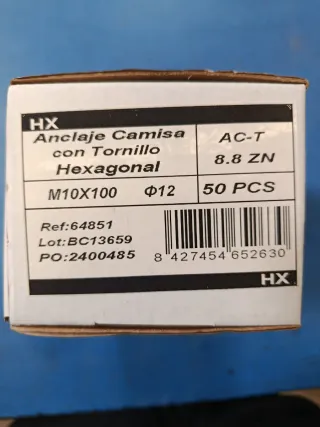 HX
Anclaje Camisa
con Tornillo
Hexagonal
AC-T
8.8 ZN
M10X100 Φ12
50 PCS
Ref:64851
Lot:BC13659
PO:2400485
8 427454 652630
HX